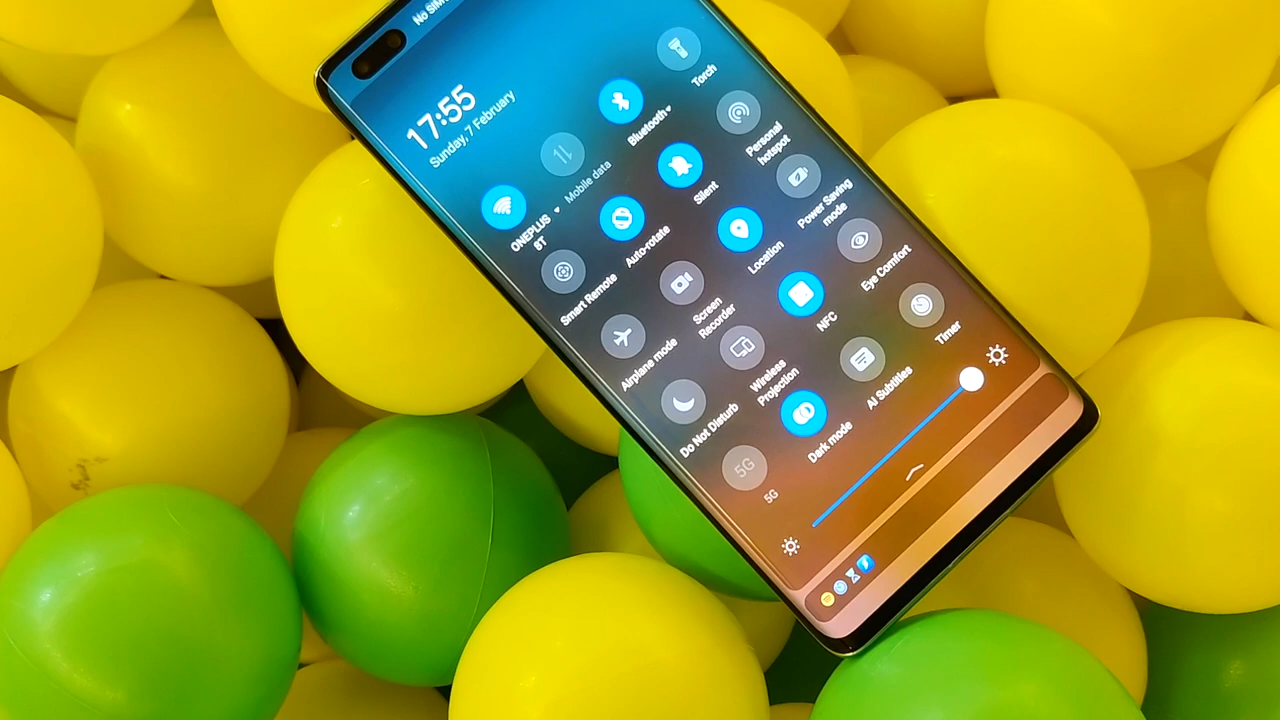 No SIM
17:55
Sunday, 7 February
ONEPLUS
8T
Mobile data
Bluetooth
Torch
Smart Remote
Auto-rotate
Silent
Personal
hotspot
Airplane mode
Screen
Recorder
Location
Power Saving
mode
Do Not Disturb
Wireless
Projection
NFC
Eye Comfort
5G
5G
Dark mode
AI Subtitles
Timer